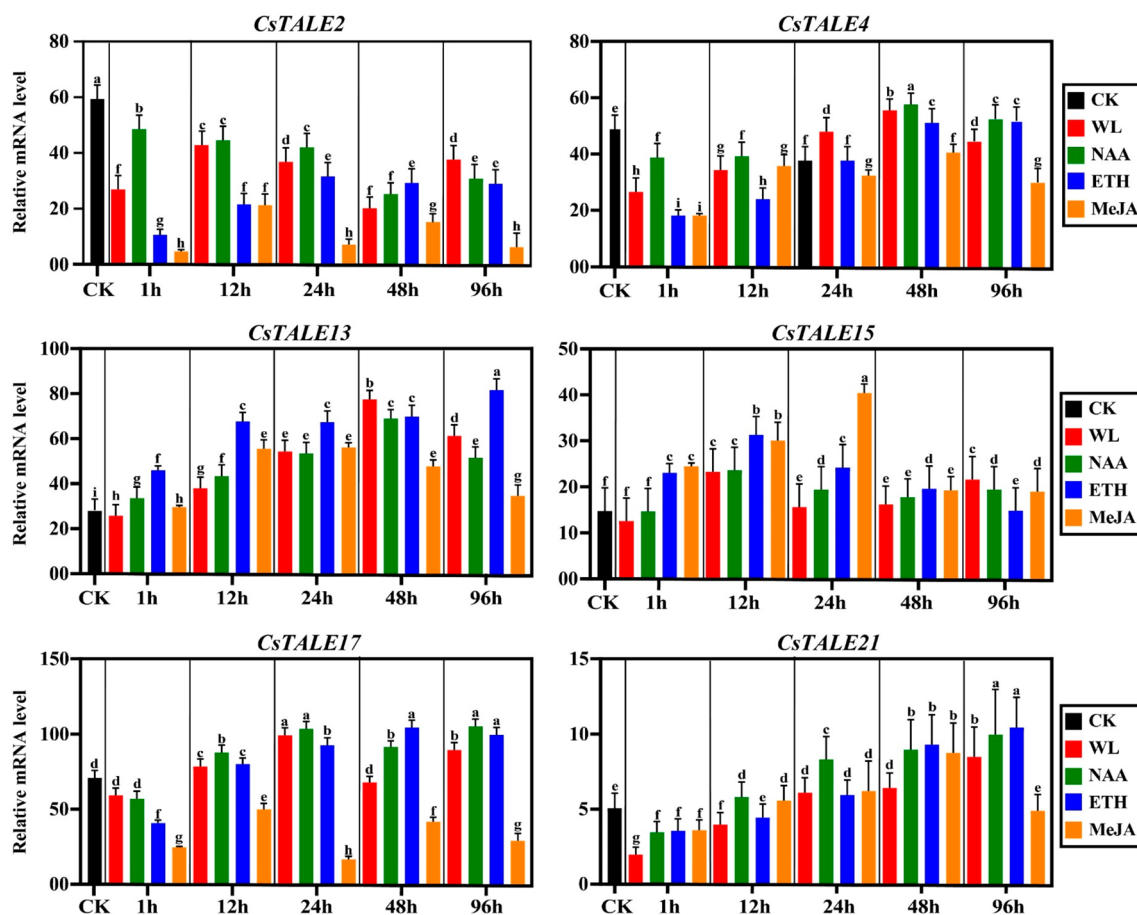 CsTALE2
CsTALE4
Relative mRNA level
80
60
40
20
00
a
f
b
g
h
c
c
f
f
d
c
e
h
f
f
e
g
d
e
e
h
CK
1h
12h
24h
48h
96h
80
60
40
20
00
e
h
f
i
i
g
f
h
g
f
d
f
g
b
a
c
f
d
c
c
g
CK
1h
12h
24h
48h
96h
CK
WL
NAA
ETH
MeJA
CsTALE13
CsTALE15
100
80
60
40
20
00
i
h
g
f
h
g
f
c
e
e
e
c
e
b
c
c
e
d
e
a
g
CK
1h
12h
24h
48h
96h
50
40
30
20
10
00
f
f
f
c
c
c
c
b
b
e
d
c
a
e
e
d
e
c
d
e
d
CK
1h
12h
24h
48h
96h
CK
WL
NAA
ETH
MeJA
CsTALE17
CsTALE21
Relative mRNA level
150
100
50
00
d
d
d
f
g
c
b
c
e
a
a
b
h
d
b
a
f
b
a
a
g
CK
1h
12h
24h
48h
96h
15
10
5
0
e
g
f
f
f
f
d
e
d
d
c
d
d
d
b
b
b
b
a
a
e
CK
1h
12h
24h
48h
96h
CK
WL
NAA
ETH
MeJA